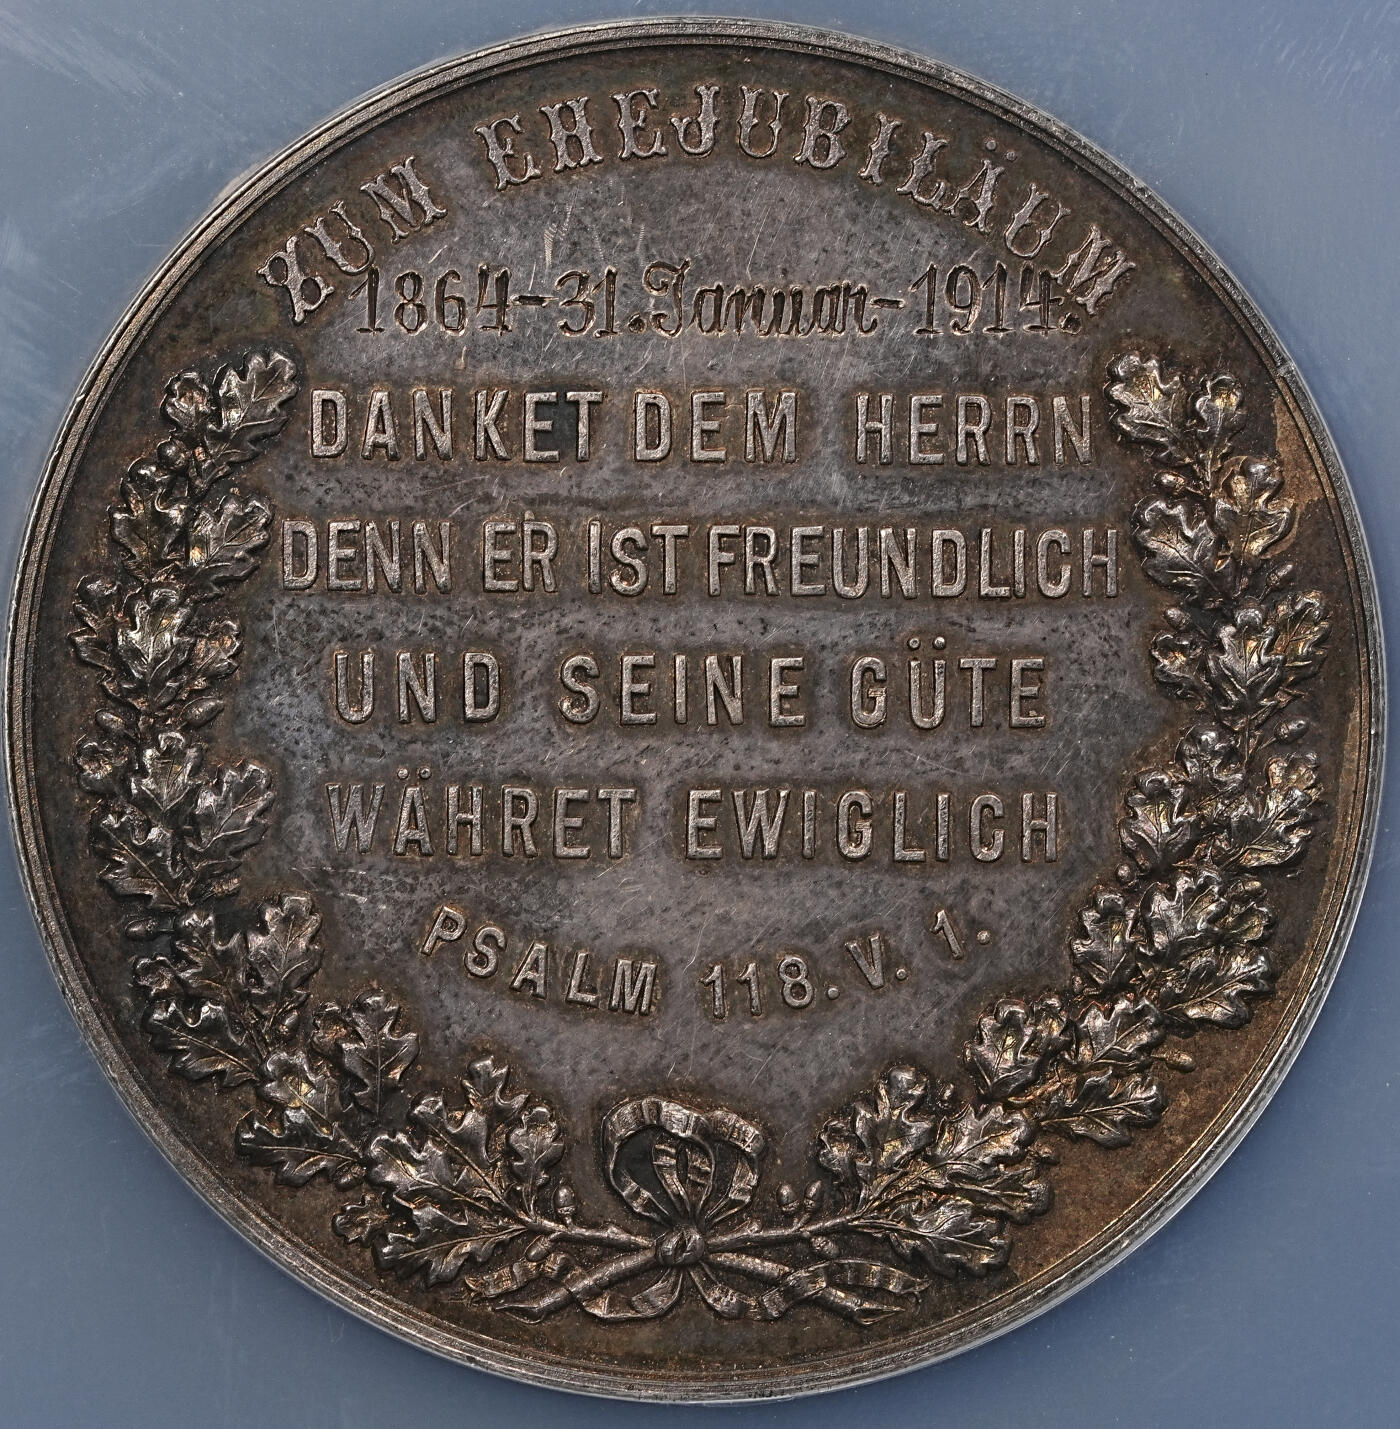 ZUM EHEJUBILÄUM
1864-31. Januar-1914.
DANKET DEM HERRN
DENN ER IST FREUNDLICH
UND SEINE GÜTE
WÄHRET EWIGLICH
PSALM 118. V. 1.